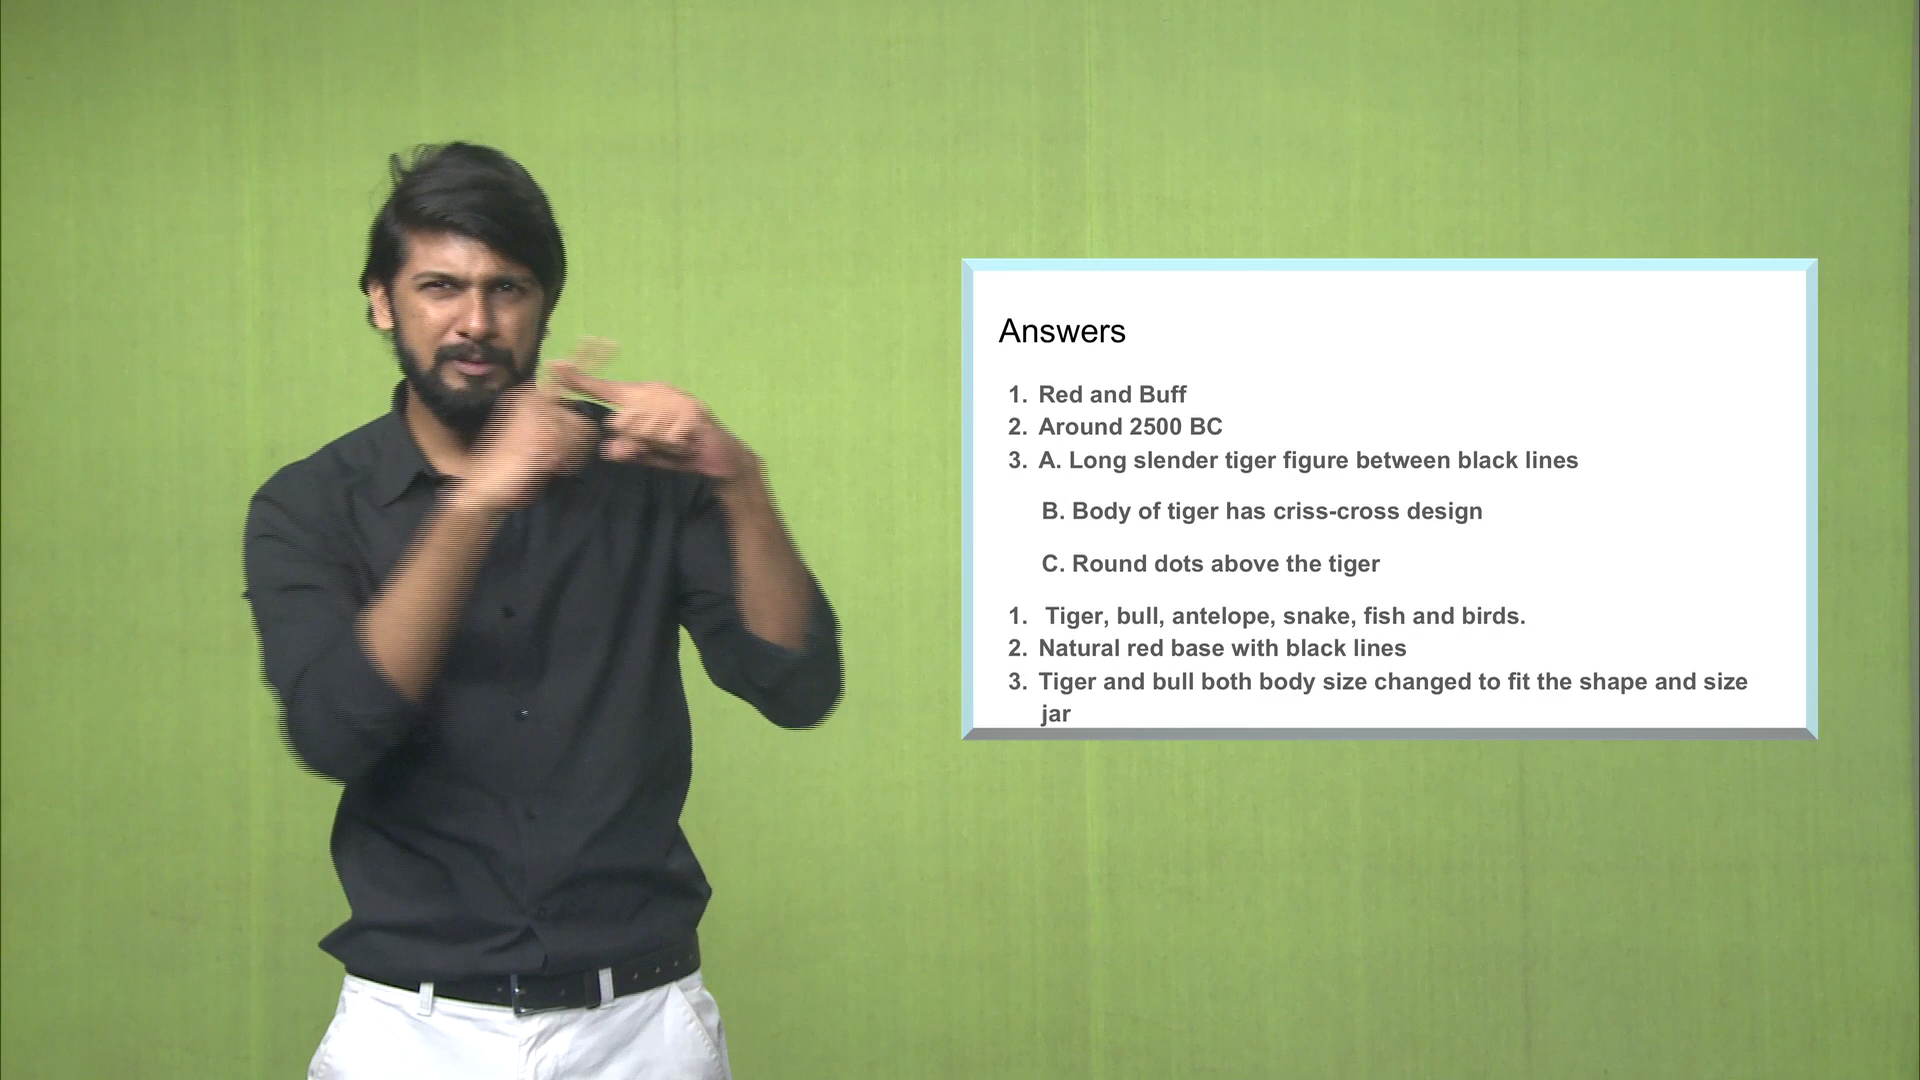 Answers
1. Red and Buff
2. Around 2500 BC
3. A. Long slender tiger figure between black lines
B. Body of tiger has criss-cross design
C. Round dots above the tiger
1. Tiger, bull, antelope, snake, fish and birds.
2. Natural red base with black lines
3. Tiger and bull both body size changed to fit the shape and size
jar